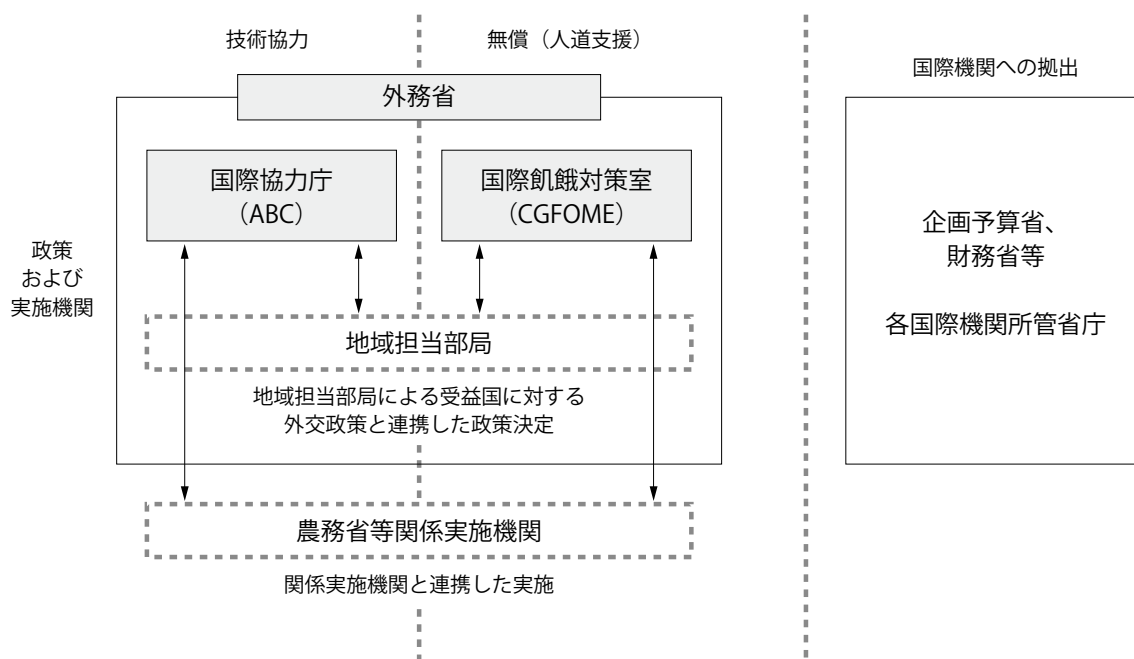 技術協力
無償（人道支援）
国際機関への拠出
外務省
国際協力庁
（ABC）
国際飢餓対策室
（CGFOME）
政策
および
実施機関
地域担当部局
地域担当部局による受益国に対する
外交政策と連携した政策決定
農務省等関係実施機関
関係実施機関と連携した実施
企画予算省、
財務省等
各国際機関所管省庁